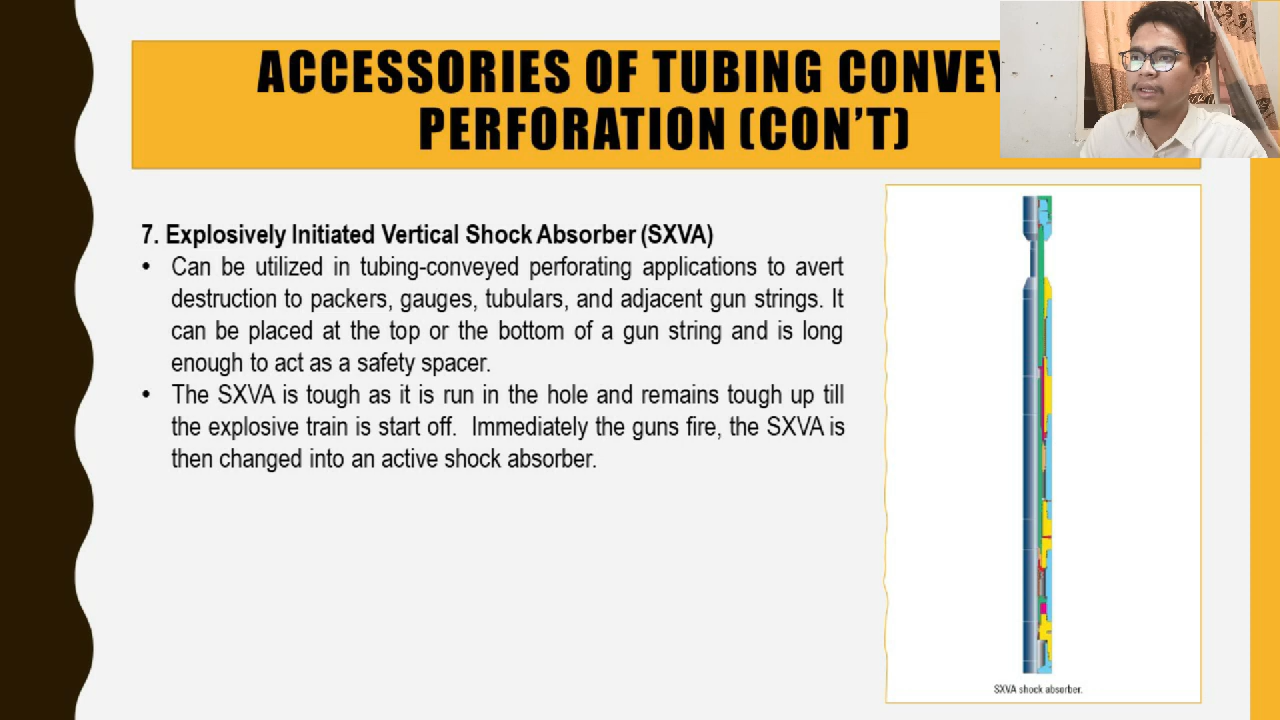 ACCESSORIES OF TUBING CONVEY
PERFORATION (CON'T)
7. Explosively Initiated Vertical Shock Absorber (SXVA)
• Can be utilized in tubing-conveyed perforating applications to avert
destruction to packers, gauges, tubulars, and adjacent gun strings. It
can be placed at the top or the bottom of a gun string and is long
enough to act as a safety spacer.
• The SXVA is tough as it is run in the hole and remains tough up till
the explosive train is start off. Immediately the guns fire, the SXVA is
then changed into an active shock absorber.
SXVA shock absorber.